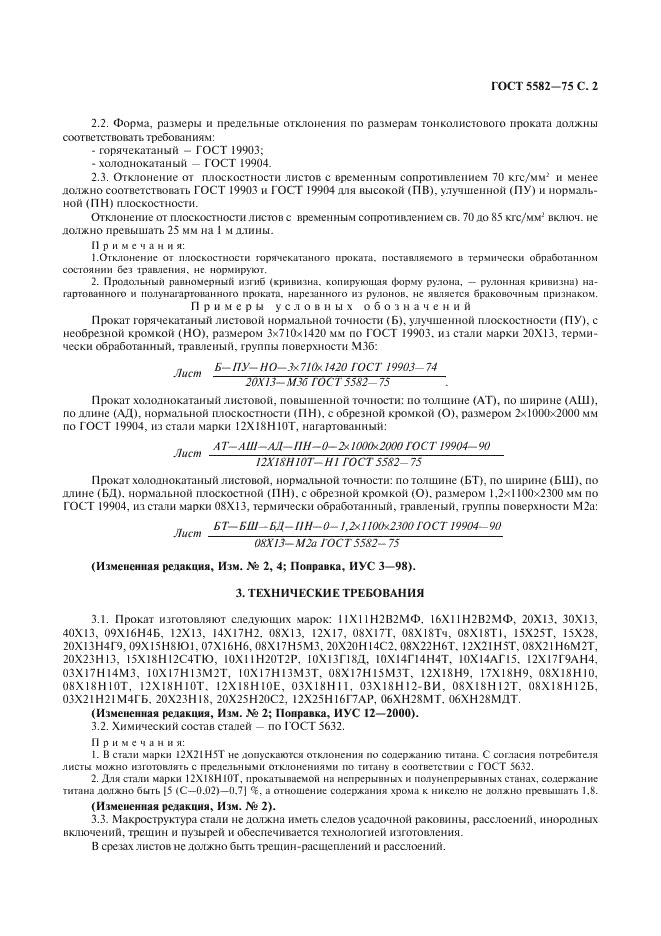 ГОСТ 5582—75 С. 2
2.2. Форма, размеры и предельные отклонения по размерам тонколистового проката должны
соответствовать требованиям:
- горячекатаный — ГОСТ 19903;
- холоднокатаный — ГОСТ 19904.
2.3. Отклонение от плоскостности листов с временным сопротивлением 70 кгс/мм² и менее
должно соответствовать ГОСТ 19903 и ГОСТ 19904 для высокой (ПВ), улучшенной (ПУ) и нормаль-
ной (ПН) плоскостности.
Отклонение от плоскостности листов с временным сопротивлением св. 70 до 85 кгс/мм² включ. не
должно превышать 25 мм на 1 м длины.
Примечания:
1.Отклонение от плоскостности горячекатаного проката, поставляемого в термически обработанном
состоянии без травления, не нормируют.
2. Продольный равномерный изгиб (кривизна, копирующая форму рулона, — рулонная кривизна) на-
гартованного и полунагартованного проката, нарезанного из рулонов, не является браковочным признаком.
Примеры условных обозначений
Прокат горячекатаный листовой нормальной точности (Б), улучшенной плоскостности (ПУ), с
необрезной кромкой (НО), размером 3×710×1420 мм по ГОСТ 19903, из стали марки 20Х13, терми-
чески обработанный, травленый, группы поверхности М3б:
Лист Б—ПУ—НО—3×710×1420 ГОСТ 19903—74
20Х13—М3б ГОСТ 5582—75.
Прокат холоднокатаный листовой, повышенной точности: по толщине (АТ), по ширине (АШ),
по длине (АД), нормальной плоскостности (ПН), с обрезной кромкой (О), размером 2×1000×2000 мм
по ГОСТ 19904, из стали марки 12Х18Н10Т, нагартованный:
Лист АТ—АШ—АД—ПН—0—2×1000×2000 ГОСТ 19904—90
12Х18Н10Т—Н1 ГОСТ 5582—75
Прокат холоднокатаный листовой, нормальной точности: по толщине (БТ), по ширине (БШ), по
длине (БД), нормальной плоскостной (ПН), с обрезной кромкой (О), размером 1,2×1100×2300 мм по
ГОСТ 19904, из стали марки 08Х13, термически обработанный, травленый, группы поверхности М2а:
Лист БТ—БШ—БД—ПН—0—1,2×1100×2300 ГОСТ 19904—90
08Х13—М2а ГОСТ 5582—75
(Измененная редакция, Изм. № 2, 4; Поправка, ИУС 3—98).
3. ТЕХНИЧЕСКИЕ ТРЕБОВАНИЯ
3.1. Прокат изготовляют следующих марок: 11Х11Н2В2МФ, 16Х11Н2В2МФ, 20Х13, 30Х13,
40Х13, 09Х16Н4Б, 12Х13, 14Х17Н2, 08Х13, 12Х17, 08Х17Т, 08Х18Тч, 08Х18Т1, 15Х25Т, 15Х28,
20Х13Н4Г9, 09Х15Н8Ю1, 07Х16Н6, 08Х17Н5М3, 20Х20Н14С2, 08Х22Н6Т, 12Х21Н5Т, 08Х21Н6М2Т,
20Х23Н13, 15Х18Н12С4ТЮ, 10Х11Н20Т2Р, 10Х13Г18Д, 10Х14Г14Н4Т, 10Х14АГ15, 12Х17Г9АН4,
03Х17Н14М3, 10Х17Н13М2Т, 10Х17Н13М3Т, 08Х17Н15М3Т, 12Х18Н9, 17Х18Н9, 08Х18Н10,
08Х18Н10Т, 12Х18Н10Т, 12Х18Н10Е, 03Х18Н11, 03Х18Н12-ВИ, 08Х18Н12Т, 08Х18Н12Б,
03Х21Н21М4ГБ, 20Х23Н18, 20Х25Н20С2, 12Х25Н16Г7АР, 06ХН28МТ, 06ХН28МДТ.
(Измененная редакция, Изм. № 2; Поправка, ИУС 12—2000).
3.2. Химический состав сталей — по ГОСТ 5632.
Примечания:
1. В стали марки 12Х21Н5Т не допускаются отклонения по содержанию титана. С согласия потребителя
листы можно изготовлять с предельными отклонениями по титану в соответствии с ГОСТ 5632.
2. Для стали марки 12Х18Н10Т, прокатываемой на непрерывных и полунепрерывных станах, содержание
титана должно быть [5 (С—0,02)—0,7] %, а отношение содержания хрома к никелю не должно превышать 1,8.
(Измененная редакция, Изм. № 2).
3.3. Макроструктура стали не должна иметь следов усадочной раковины, расслоений, инородных
включений, трещин и пузырей и обеспечивается технологией изготовления.
В срезах листов не должно быть трещин-расщеплений и расслоений.